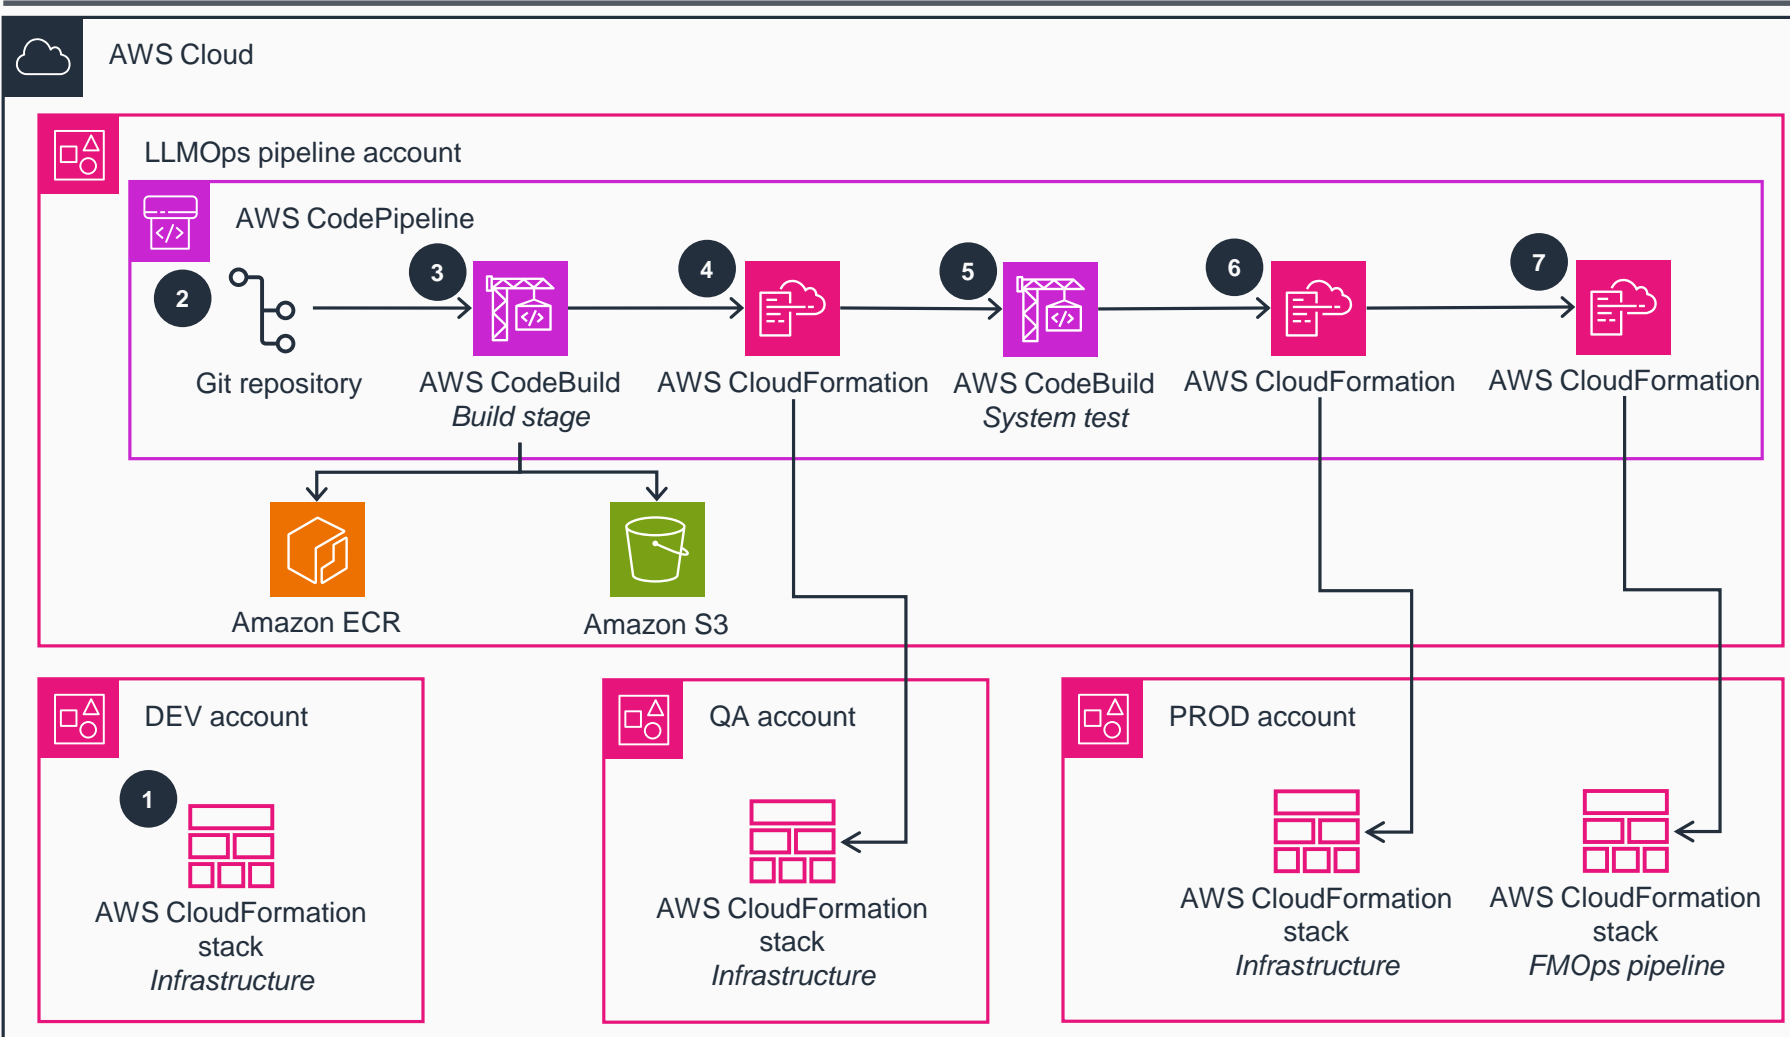 AWS Cloud
LLMOps pipeline account
AWS CodePipeline
2
Git repository
3
</>
AWS CodeBuild
Build stage
4
AWS CloudFormation
5
</>
AWS CodeBuild
System test
6
AWS CloudFormation
7
AWS CloudFormation
</>
Amazon ECR
Amazon S3
DEV account
1
AWS CloudFormation
stack
Infrastructure
QA account
AWS CloudFormation
stack
Infrastructure
PROD account
AWS CloudFormation
stack
Infrastructure
AWS CloudFormation
stack
FMOps pipeline